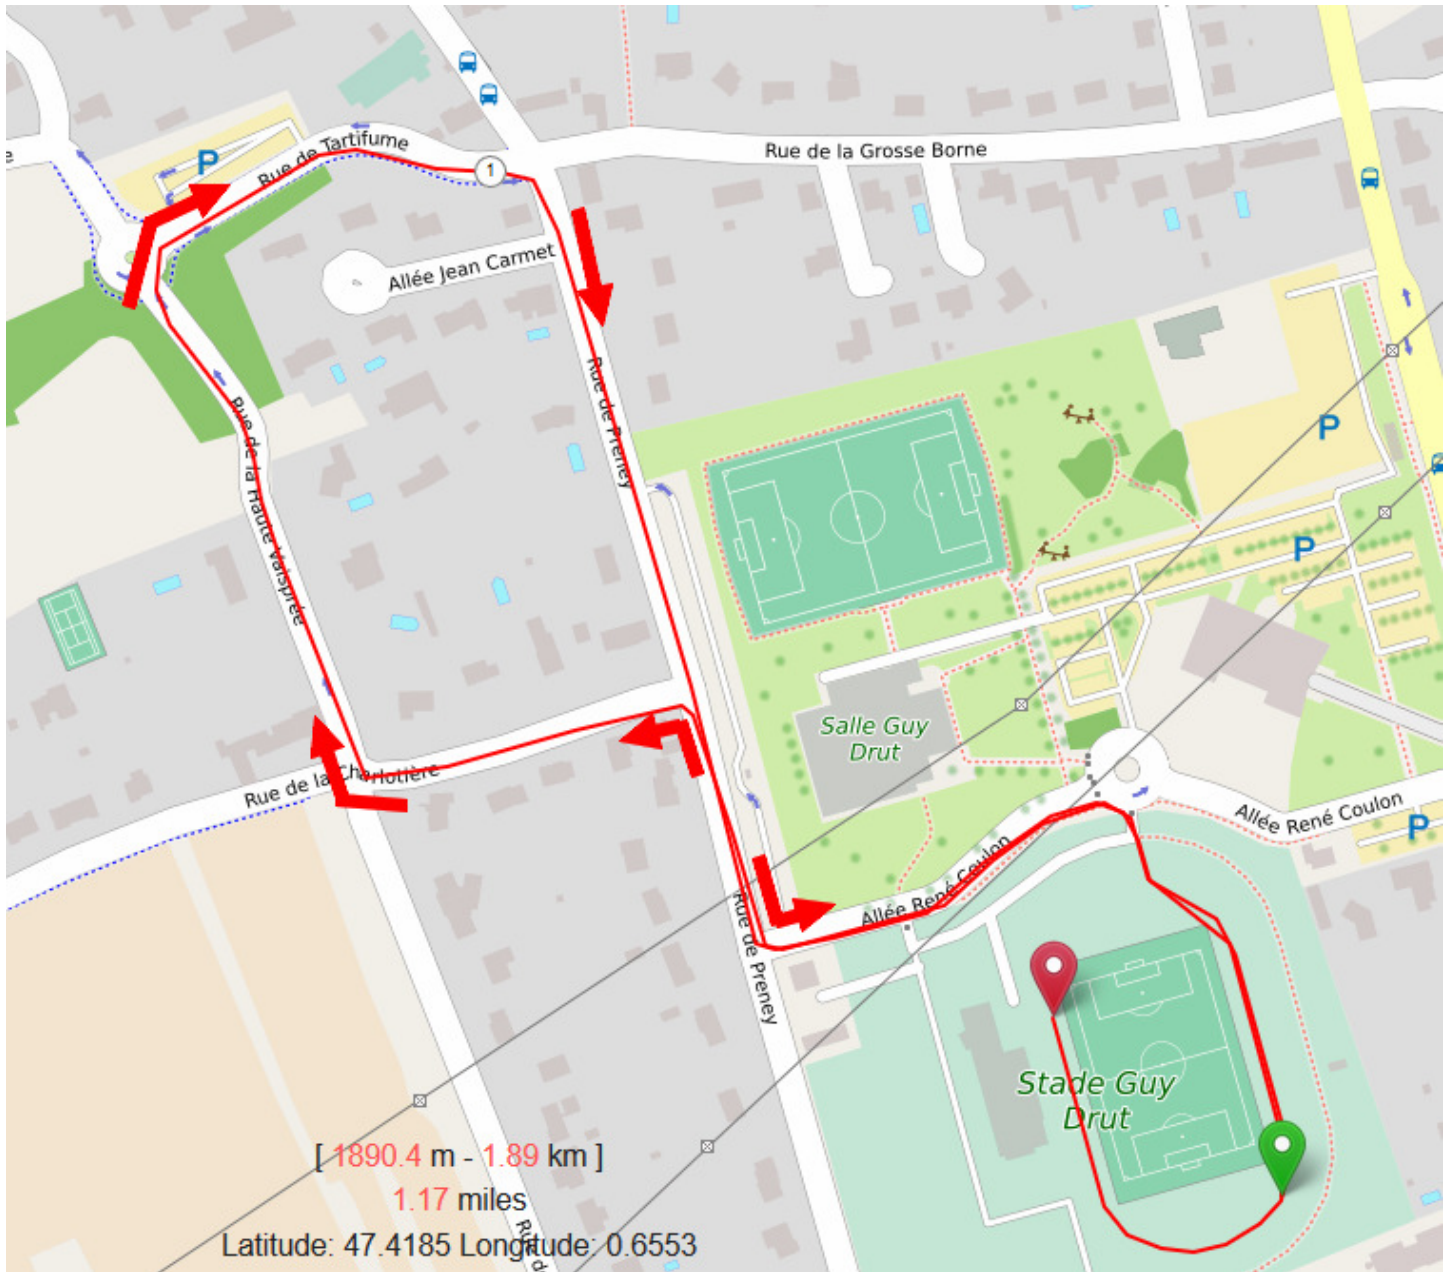 P
Rue de Tartifume
1
Rue de la Grosse Borne
Allée Jean Carmet
Rue de Preney
Rue de la Haute Vaisprée
P
P
Salle Guy
Drut
Rue de la Charlotière
Allée René Coulon
Allée René Coulon
P
Rue de Preney
Stade Guy
Drut
[ 1890.4 m - 1.89 km ]
1.17 miles
Latitude: 47.4185 Longitude: 0.6553